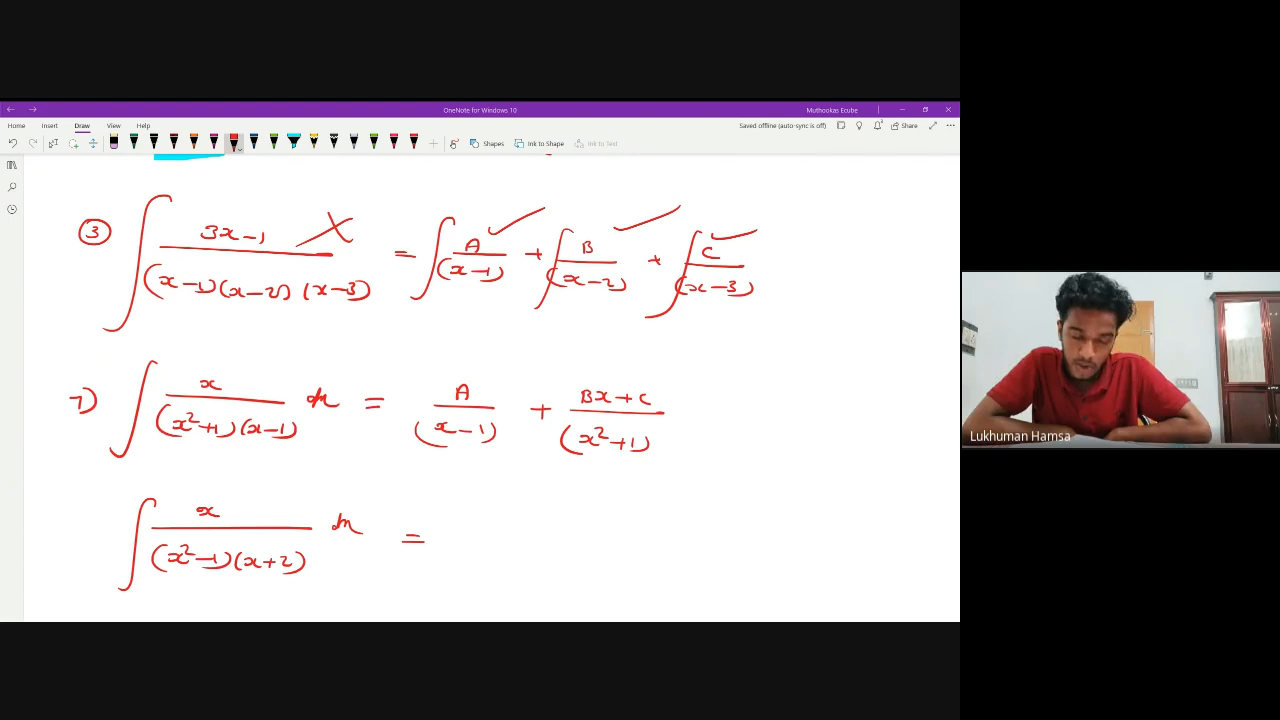 OneNote for Windows 10
Muthookas Ecube
Home Insert Draw View Help
Saved offline (auto-sync is off) Share
Shapes Ink to Shape Ink to Text
③ ∫ (3x-1)/((x-1)(x-2)(x-3)) = ∫ A/(x-1) + ∫ B/(x-2) + ∫ C/(x-3)
7) ∫ x/((x²+1)(x-1)) dx = A/(x-1) + (Bx+C)/(x²+1)
∫ x/((x²-1)(x+2)) dx =
Lukhuman Hamsa